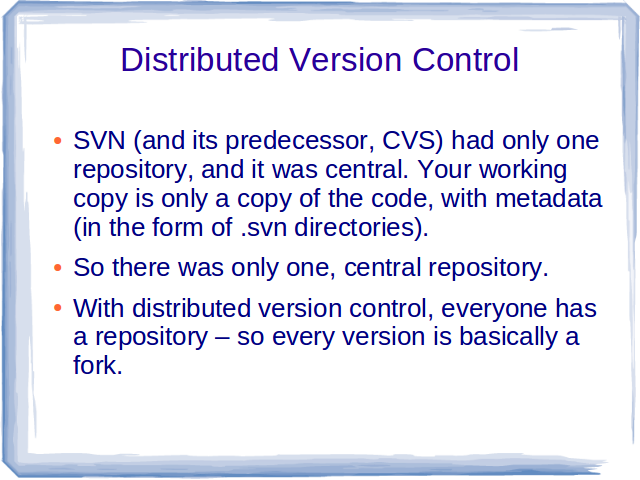 Distributed Version Control
• SVN (and its predecessor, CVS) had only one
repository, and it was central. Your working
copy is only a copy of the code, with metadata
(in the form of .svn directories).
• So there was only one, central repository.
• With distributed version control, everyone has
a repository – so every version is basically a
fork.